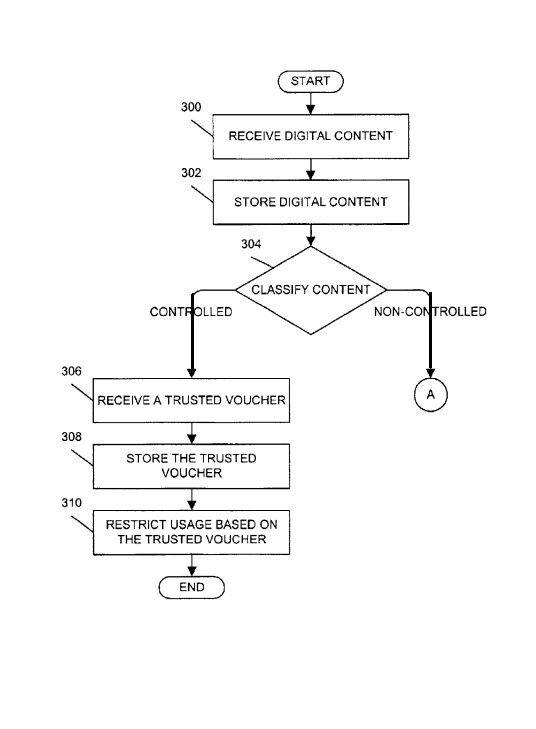 START
300
RECEIVE DIGITAL CONTENT
302
STORE DIGITAL CONTENT
304
CLASSIFY CONTENT
CONTROLLED
NON-CONTROLLED
306
RECEIVE A TRUSTED VOUCHER
A
308
STORE THE TRUSTED
VOUCHER
310
RESTRICT USAGE BASED ON
THE TRUSTED VOUCHER
END